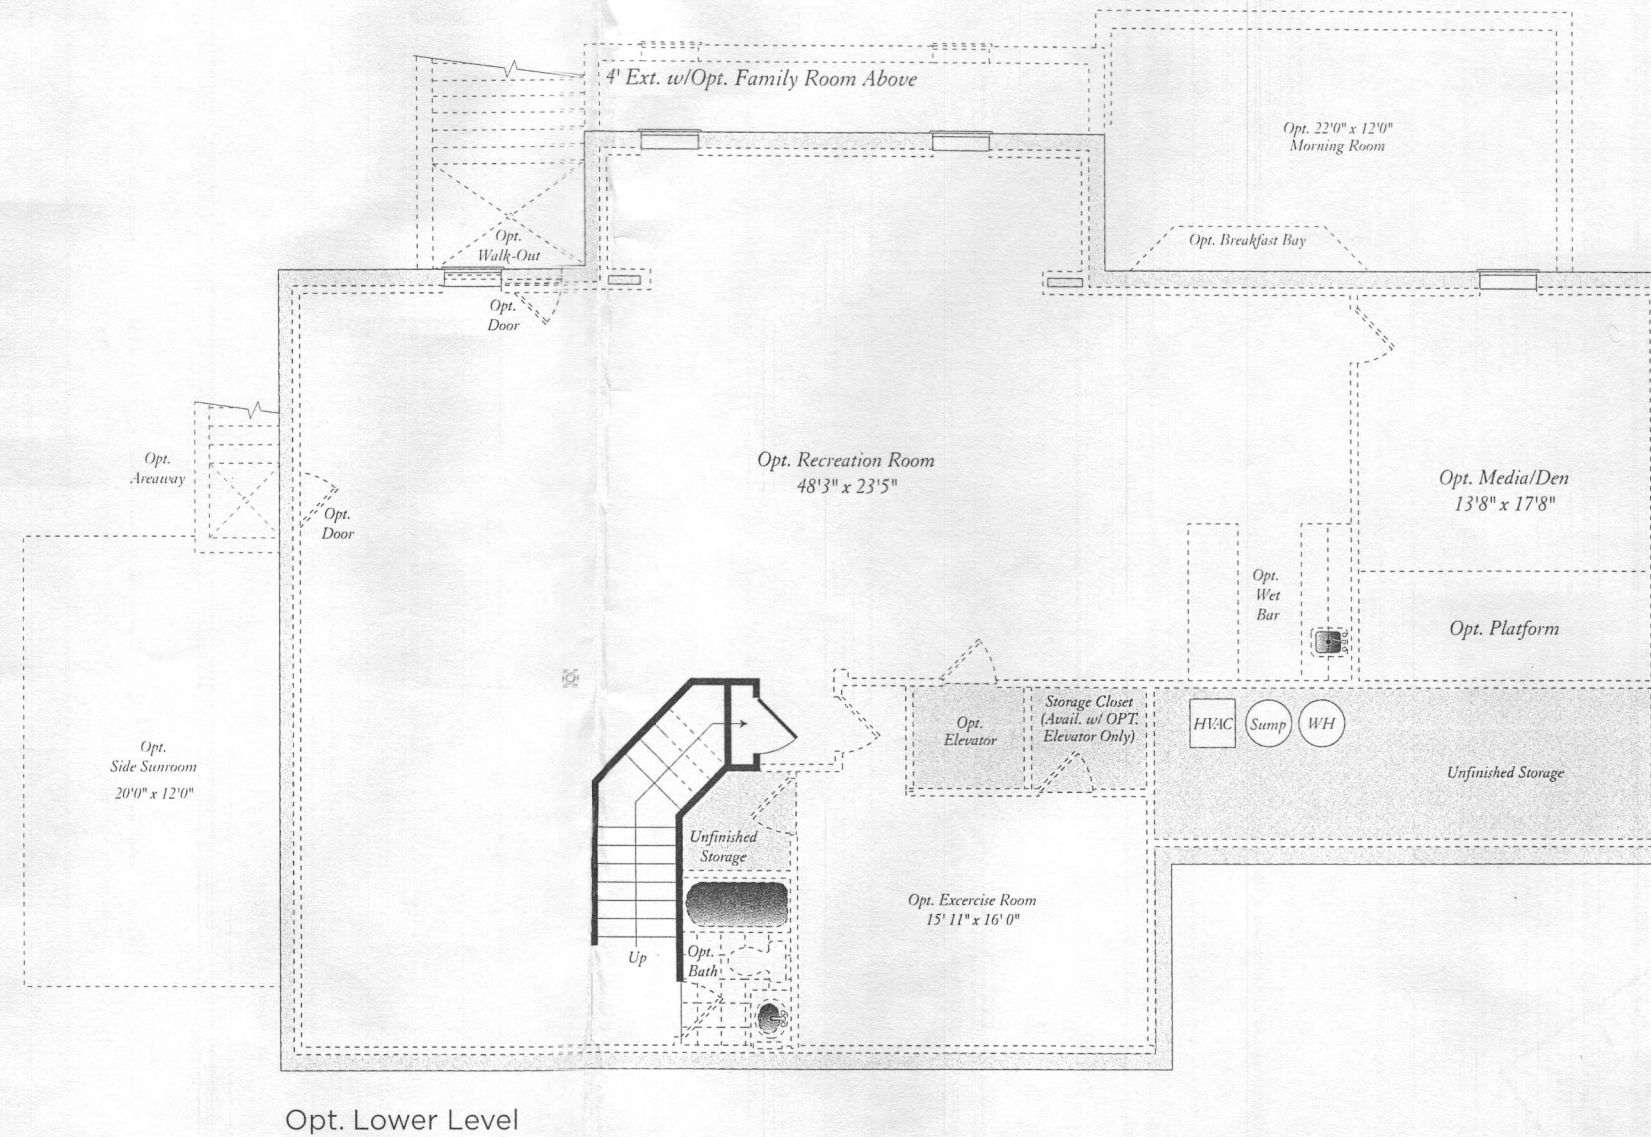 4' Ext. w/Opt. Family Room Above
Opt. 22'0" x 12'0"
Morning Room
Opt.
Walk-Out
Opt. Breakfast Bay
Opt.
Door
Opt.
Areaway
Opt. Recreation Room
48'3" x 23'5"
Opt. Media/Den
13'8" x 17'8"
Opt.
Door
Opt.
Wet
Bar
Opt. Platform
Opt.
Side Sunroom
20'0" x 12'0"
Opt.
Elevator
Storage Closet
(Avail. w/ OPT.
Elevator Only)
HVAC
Sump
WH
Unfinished Storage
Unfinished
Storage
Opt. Excercise Room
15' 11" x 16' 0"
Up
Opt.
Bath
Opt. Lower Level